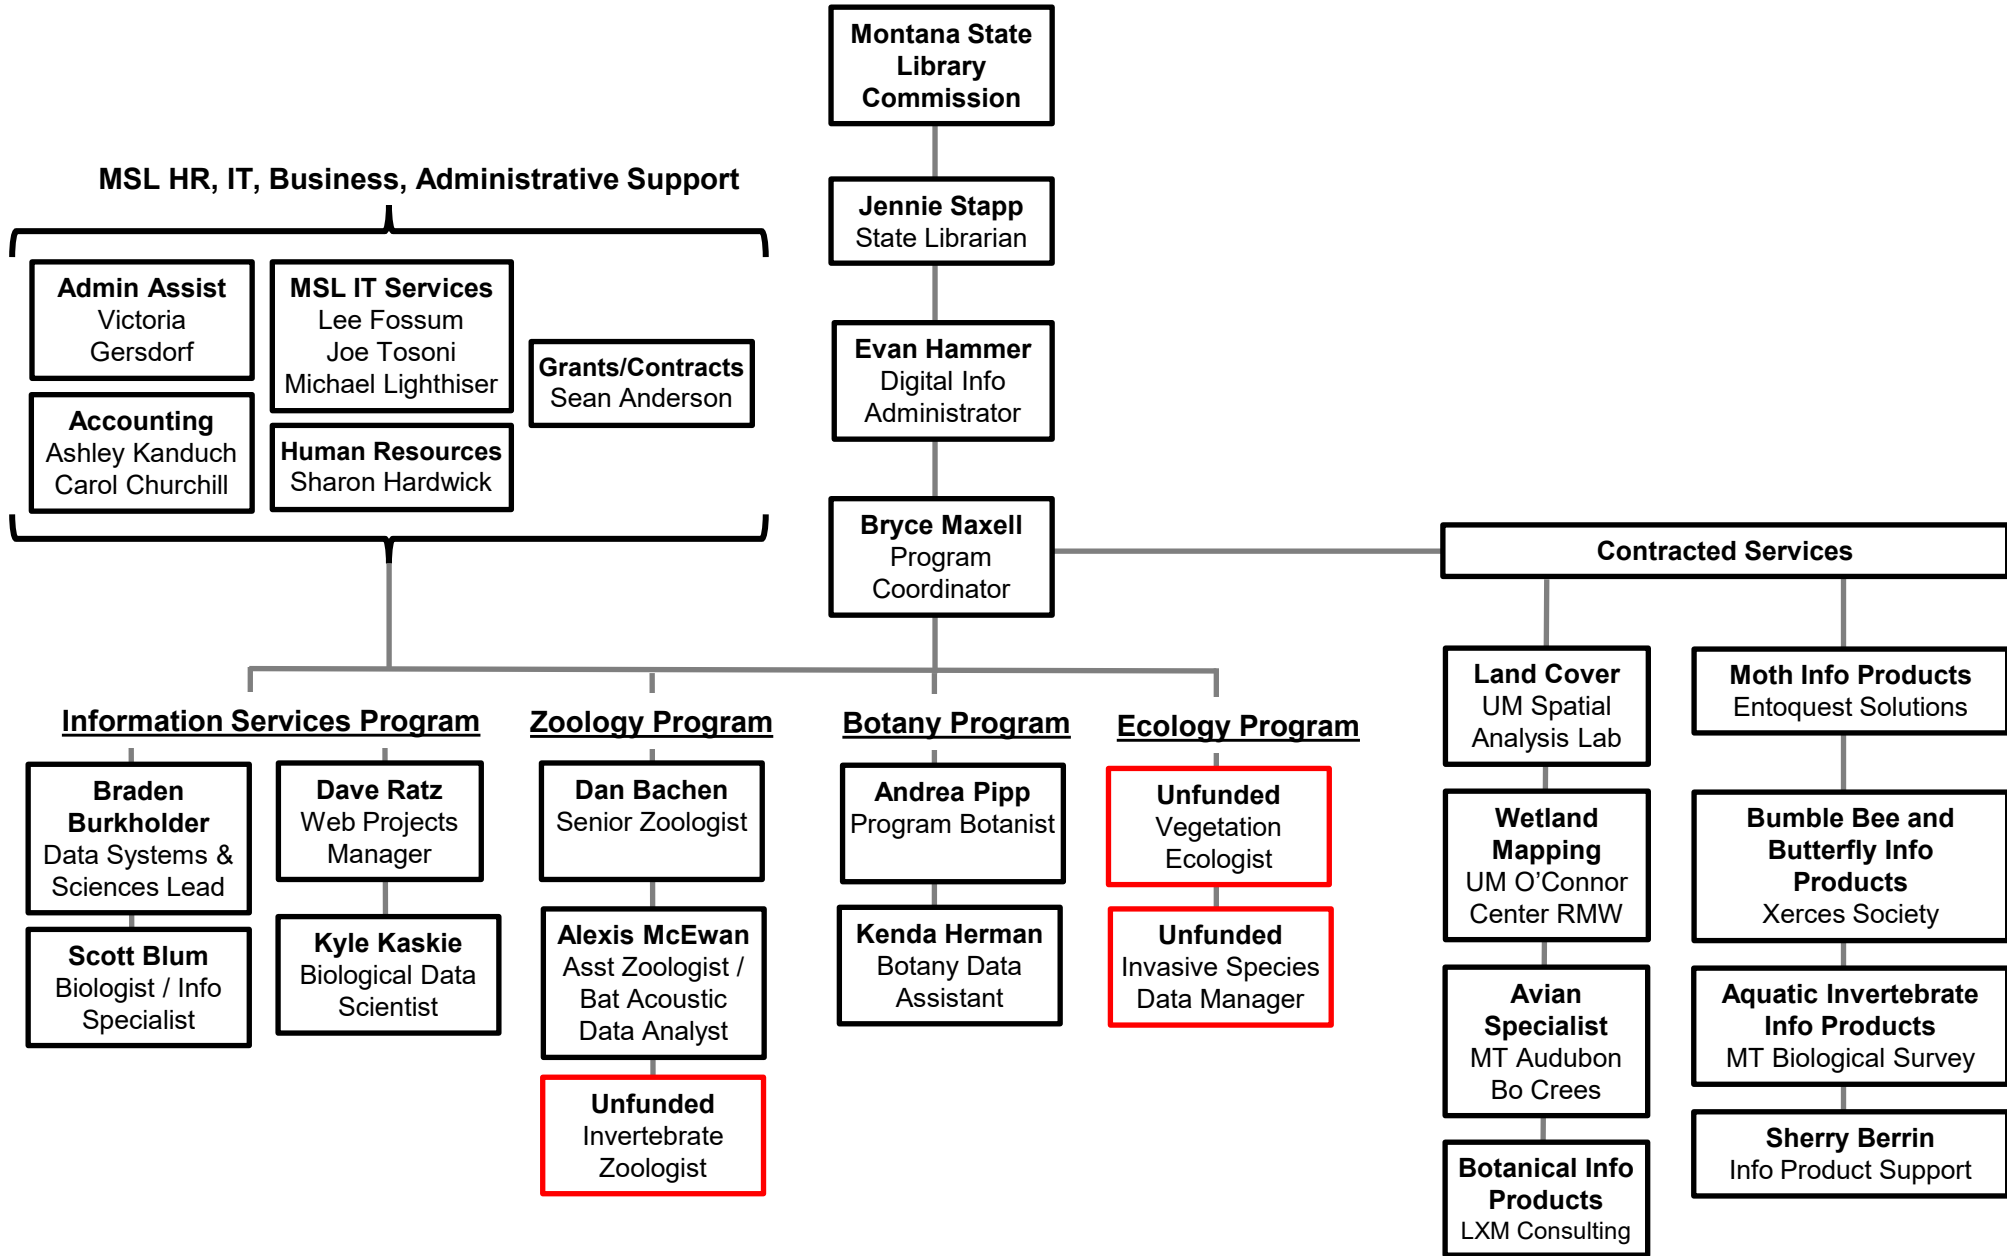 Montana State
Library
Commission
MSL HR, IT, Business, Administrative Support
Jennie Stapp
State Librarian
Admin Assist
Victoria
Gersdorf
MSL IT Services
Lee Fossum
Joe Tosoni
Michael Lighthiser
Grants/Contracts
Sean Anderson
Accounting
Ashley Kanduch
Carol Churchill
Human Resources
Sharon Hardwick
Evan Hammer
Digital Info
Administrator
Bryce Maxell
Program
Coordinator
Contracted Services
Information Services Program
Braden
Burkholder
Data Systems &
Sciences Lead
Scott Blum
Biologist / Info
Specialist
Dave Ratz
Web Projects
Manager
Kyle Kaskie
Biological Data
Scientist
Zoology Program
Dan Bachen
Senior Zoologist
Alexis McEwan
Asst Zoologist /
Bat Acoustic
Data Analyst
Unfunded
Invertebrate
Zoologist
Botany Program
Andrea Pipp
Program Botanist
Kenda Herman
Botany Data
Assistant
Ecology Program
Unfunded
Vegetation
Ecologist
Unfunded
Invasive Species
Data Manager
Land Cover
UM Spatial
Analysis Lab
Wetland
Mapping
UM O’Connor
Center RMW
Avian
Specialist
MT Audubon
Bo Crees
Botanical Info
Products
LXM Consulting
Moth Info Products
Entoquest Solutions
Bumble Bee and
Butterfly Info
Products
Xerces Society
Aquatic Invertebrate
Info Products
MT Biological Survey
Sherry Berrin
Info Product Support